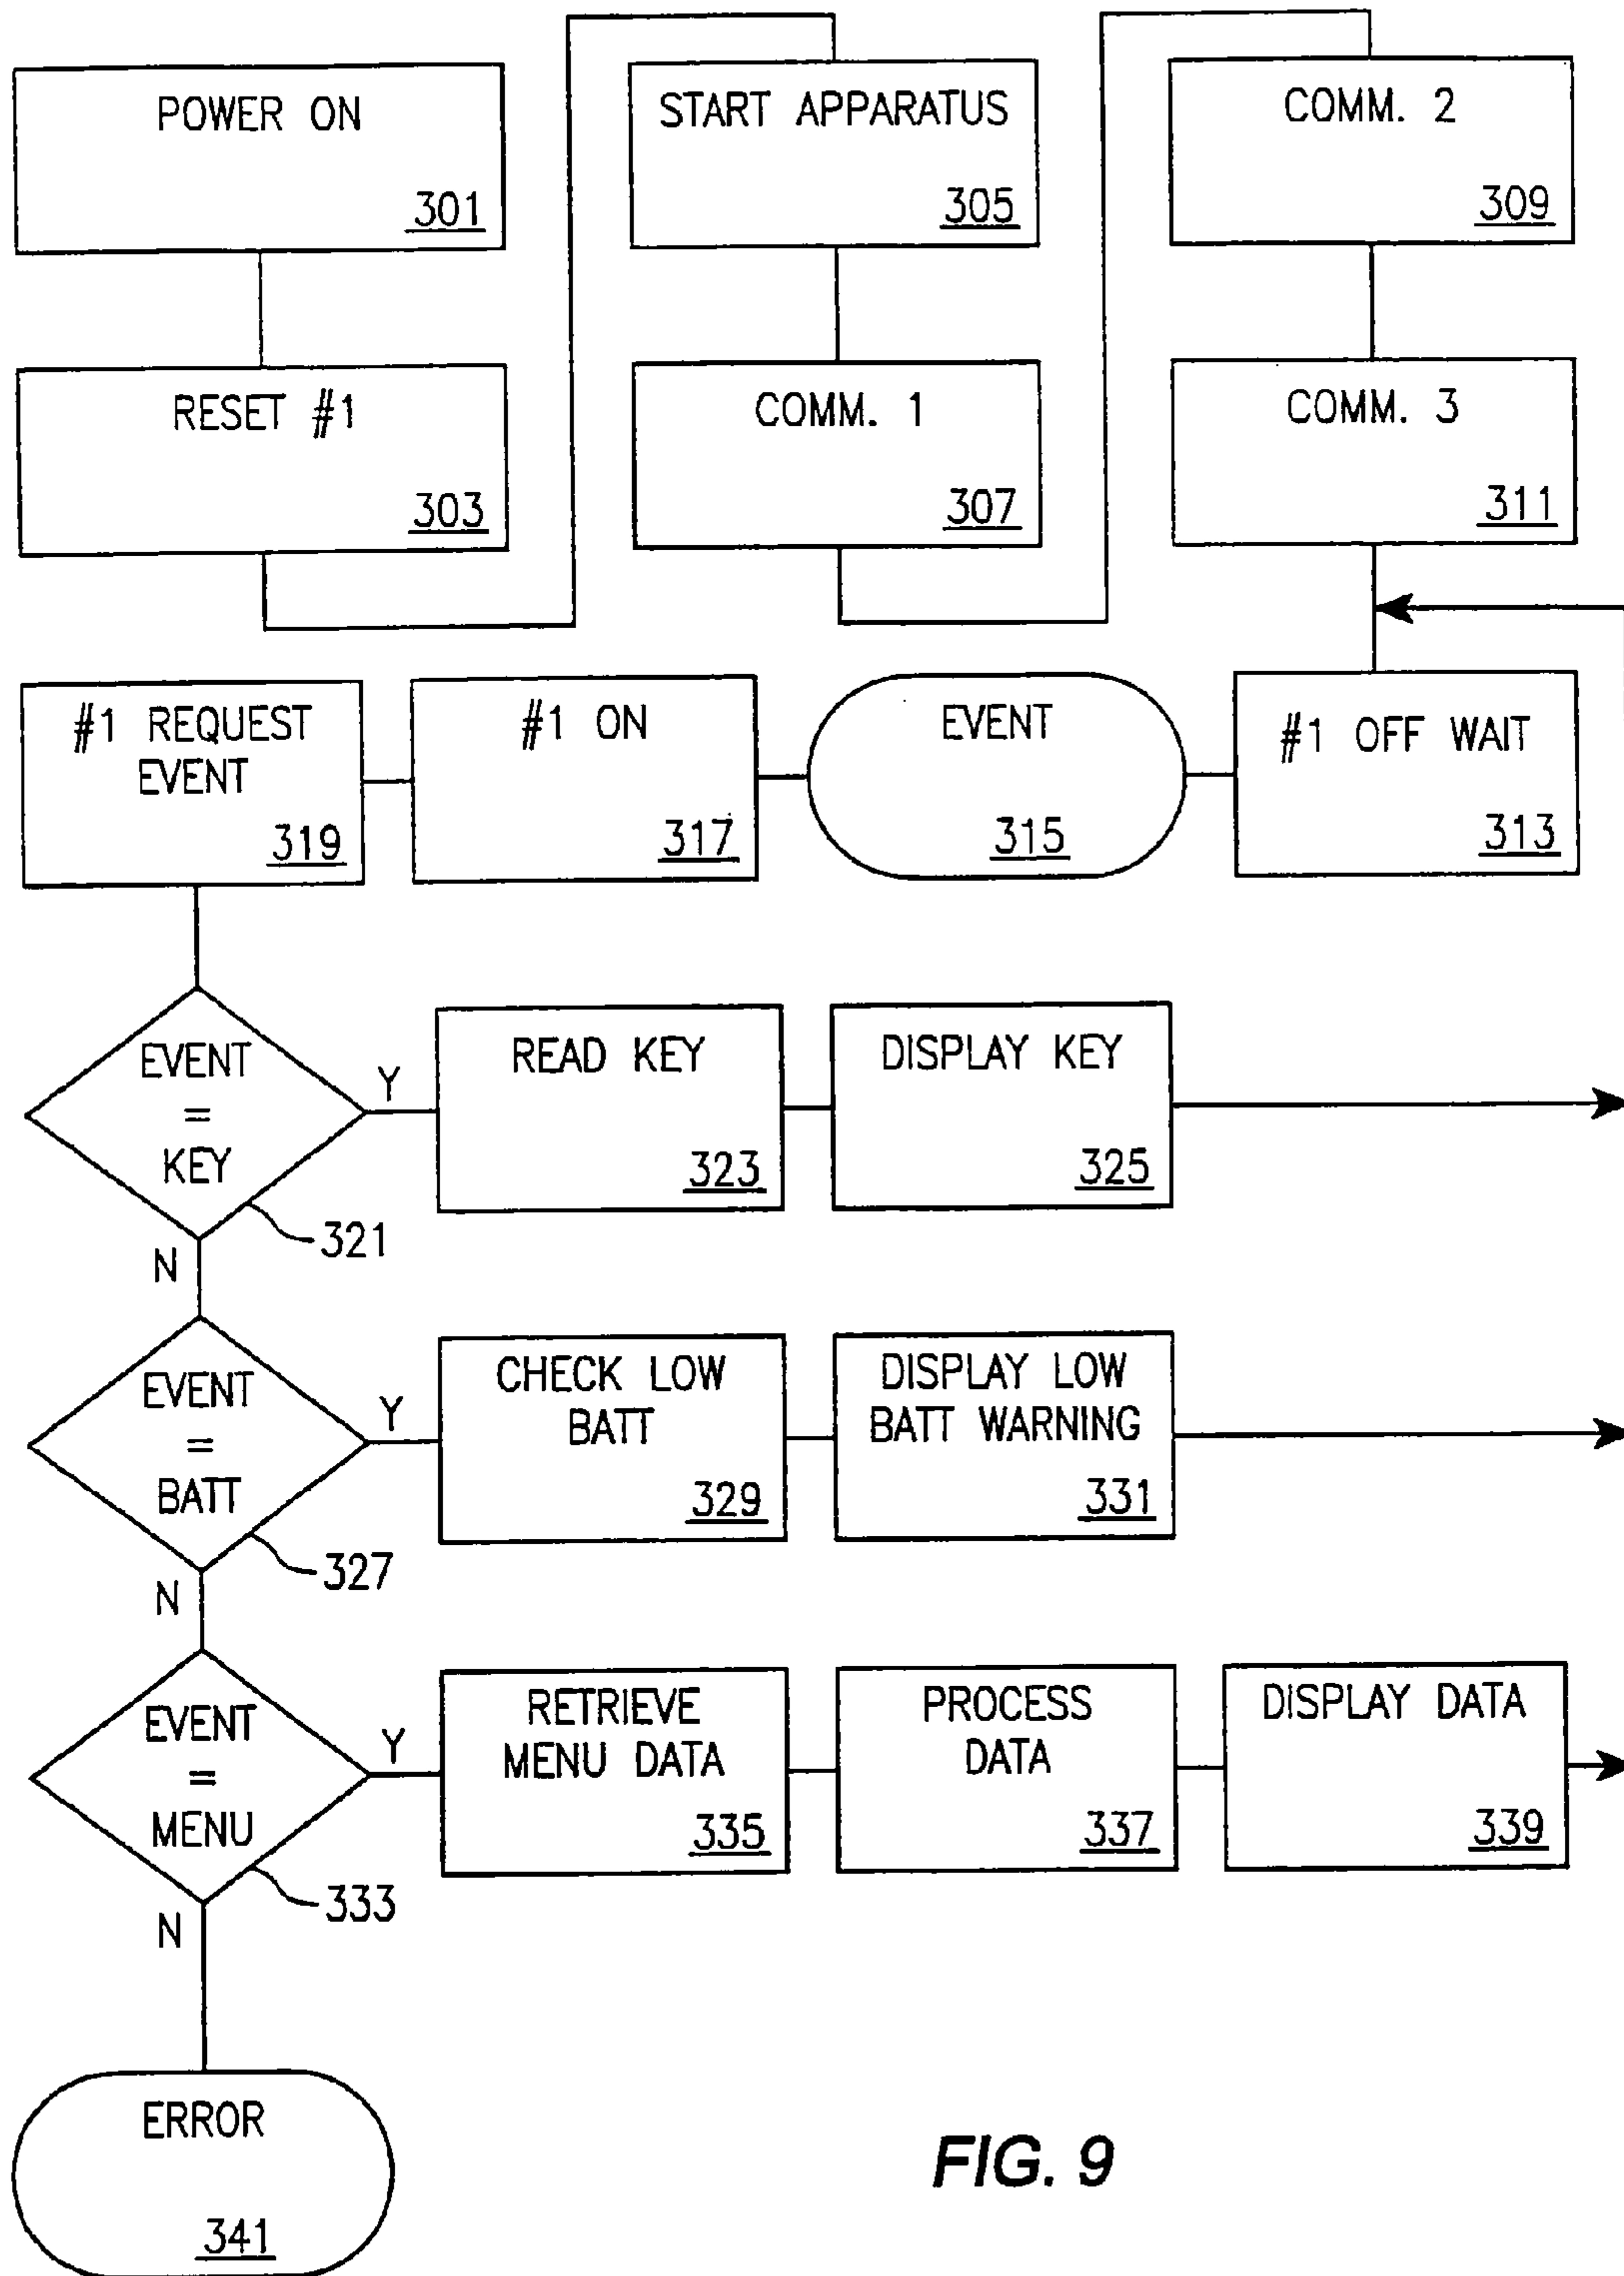 POWER ON
301
RESET #1
303
START APPARATUS
305
COMM. 1
307
COMM. 2
309
COMM. 3
311
#1 OFF WAIT
313
EVENT
315
#1 ON
317
#1 REQUEST
EVENT
319
EVENT
=
KEY
321
Y
N
READ KEY
323
DISPLAY KEY
325
EVENT
=
BATT
327
Y
N
CHECK LOW
BATT
329
DISPLAY LOW
BATT WARNING
331
EVENT
=
MENU
333
Y
N
RETRIEVE
MENU DATA
335
PROCESS
DATA
337
DISPLAY DATA
339
ERROR
341
FIG. 9